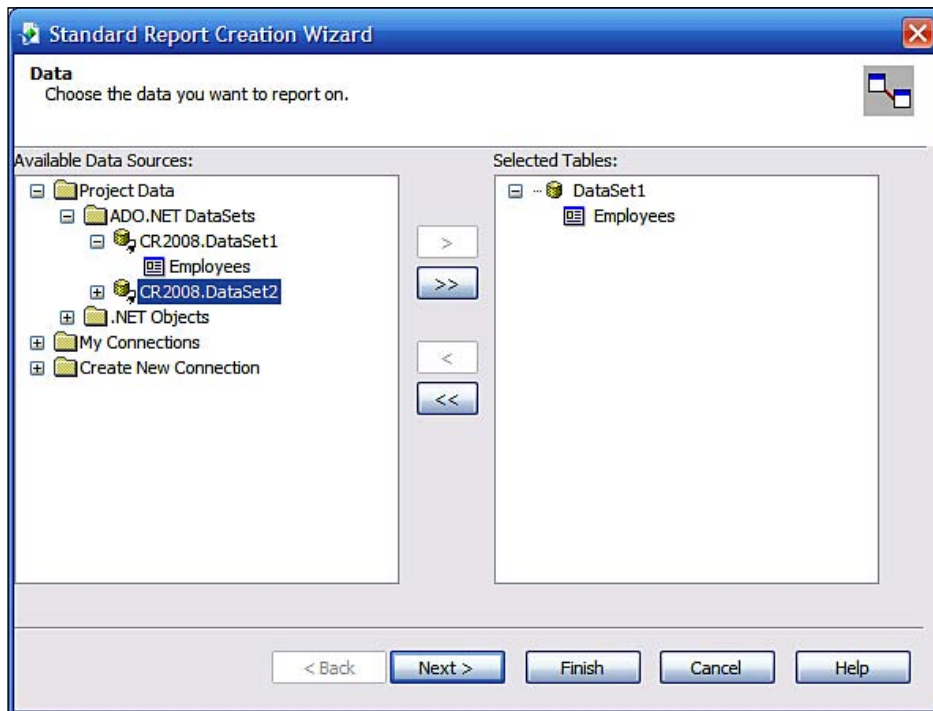 Standard Report Creation Wizard
Data
Choose the data you want to report on.
Available Data Sources:
Project Data
ADO.NET DataSets
CR2008.DataSet1
Employees
CR2008.DataSet2
.NET Objects
My Connections
Create New Connection
>
>>
<
<<
Selected Tables:
DataSet1
Employees
< Back
Next >
Finish
Cancel
Help